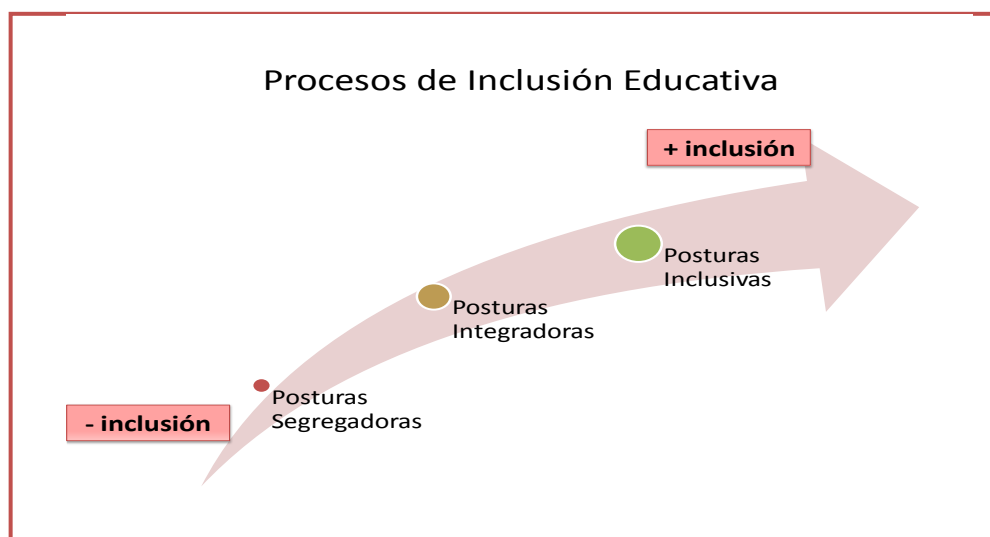 Procesos de Inclusión Educativa
+ inclusión
Posturas
Inclusivas
Posturas
Integradoras
Posturas
Segregadoras
- inclusión